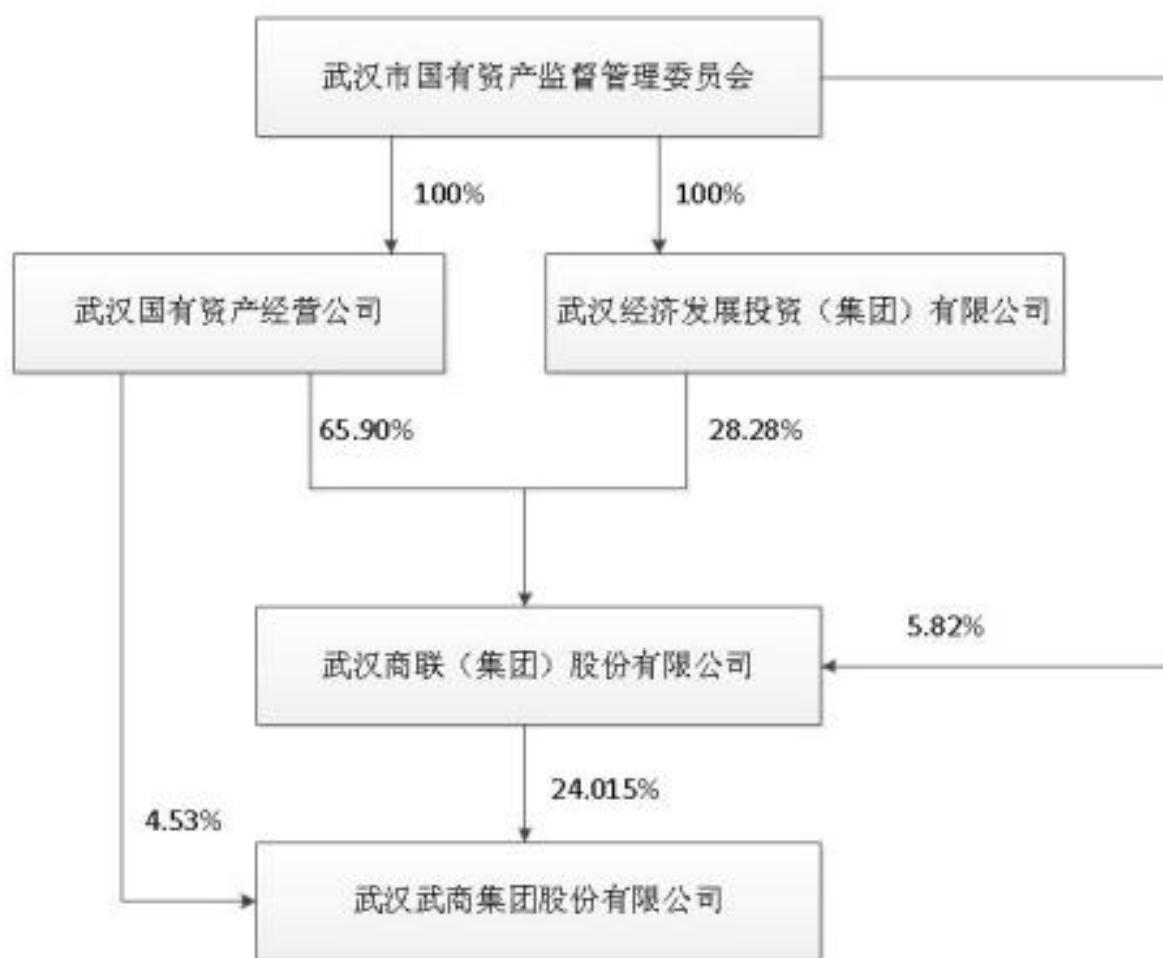 武汉市国有资产监督管理委员会
100%
100%
武汉国有资产经营公司
武汉经济发展投资（集团）有限公司
65.90%
28.28%
武汉商联（集团）股份有限公司
5.82%
24.015%
4.53%
武汉武商集团股份有限公司